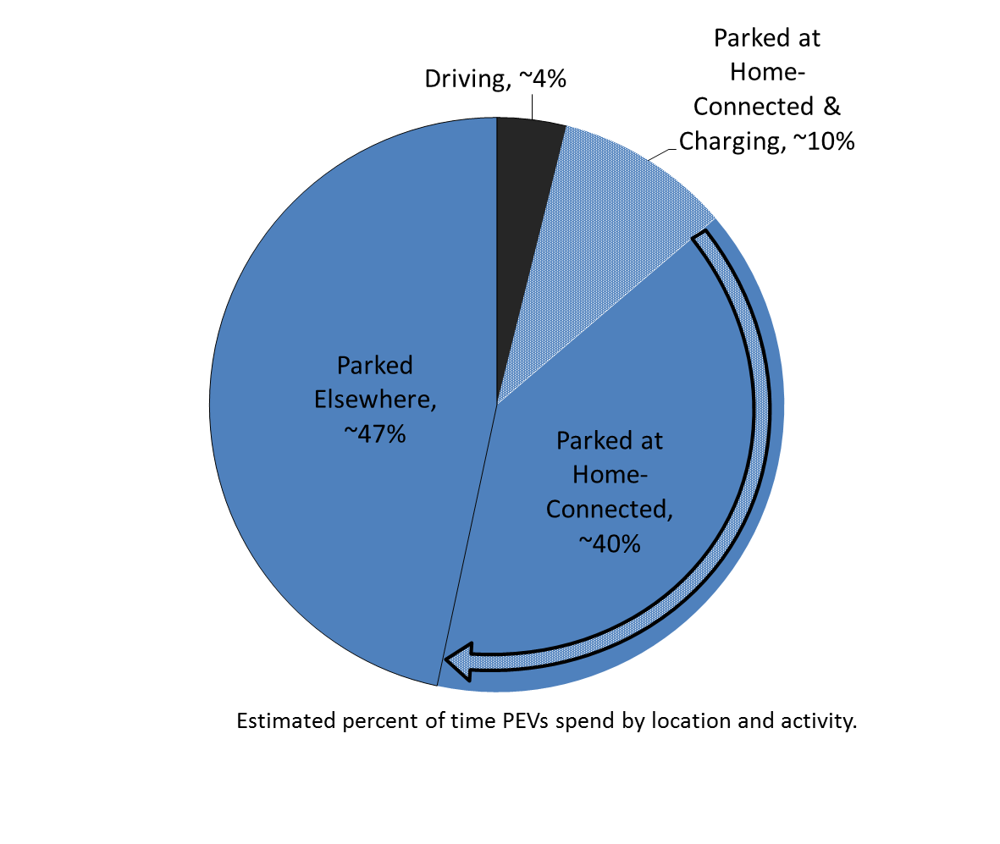 Driving, ~4%
Parked at
Home-
Connected &
Charging, ~10%
Parked
Elsewhere,
~47%
Parked at
Home-
Connected,
~40%
Estimated percent of time PEVs spend by location and activity.